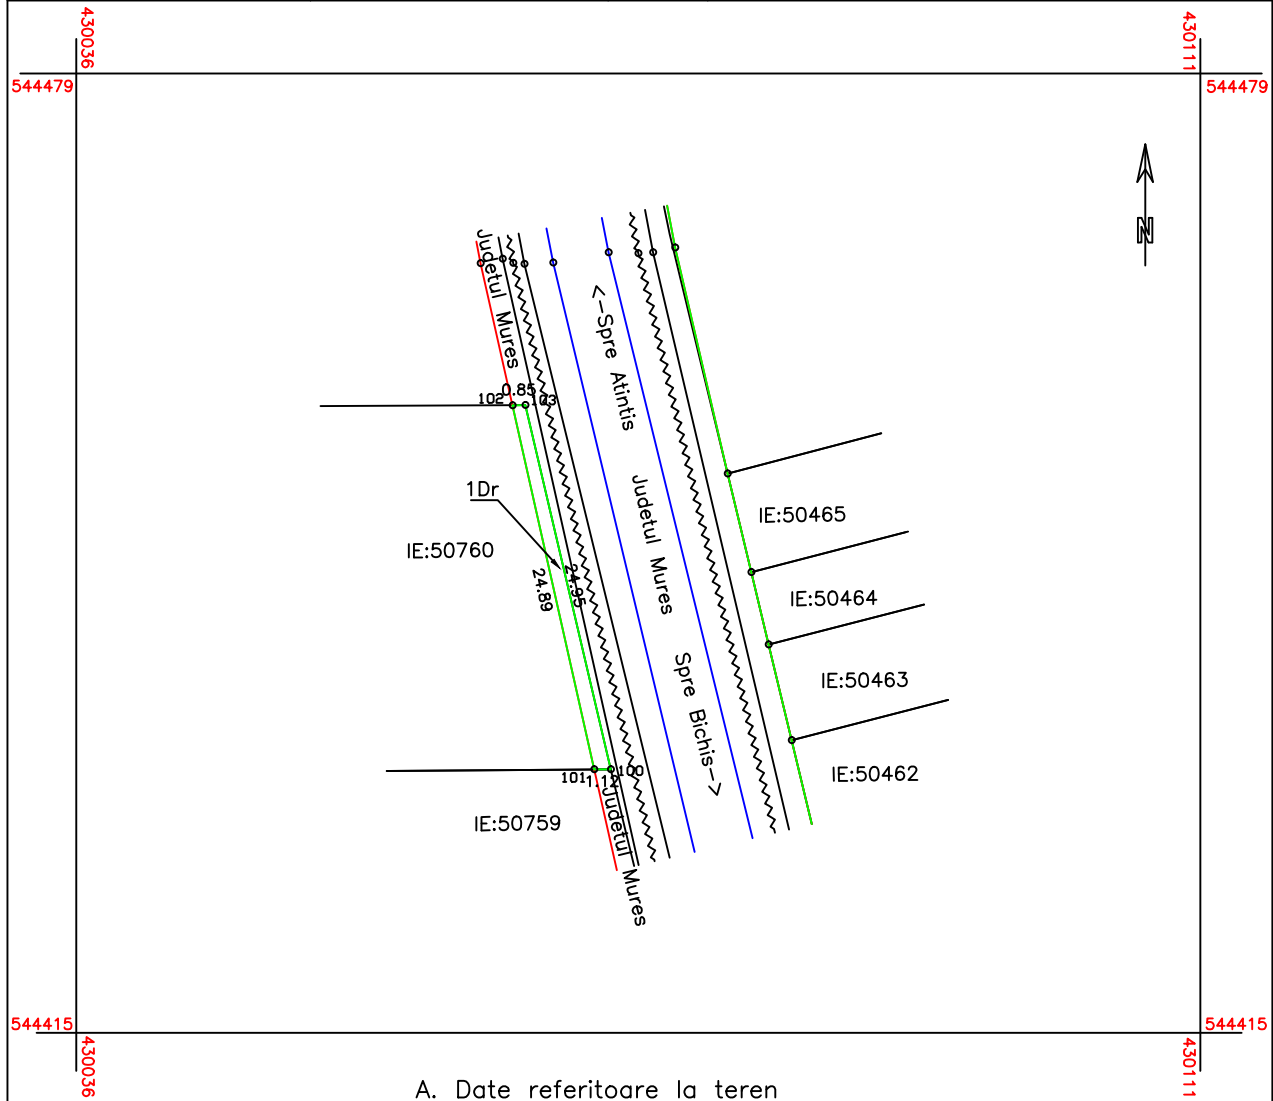 430036
430111
544479
544479
N
Judetul Mures
<-Spre Atintis
0.85
102
103
1Dr
IE:50465
Judetul Mures
IE:50760
24.89
24.95
IE:50464
Spre Bichis->
IE:50463
101
100
1.12
IE:50462
Judetul Mures
IE:50759
544415
544415
430036
430111
A. Date referitoare la teren